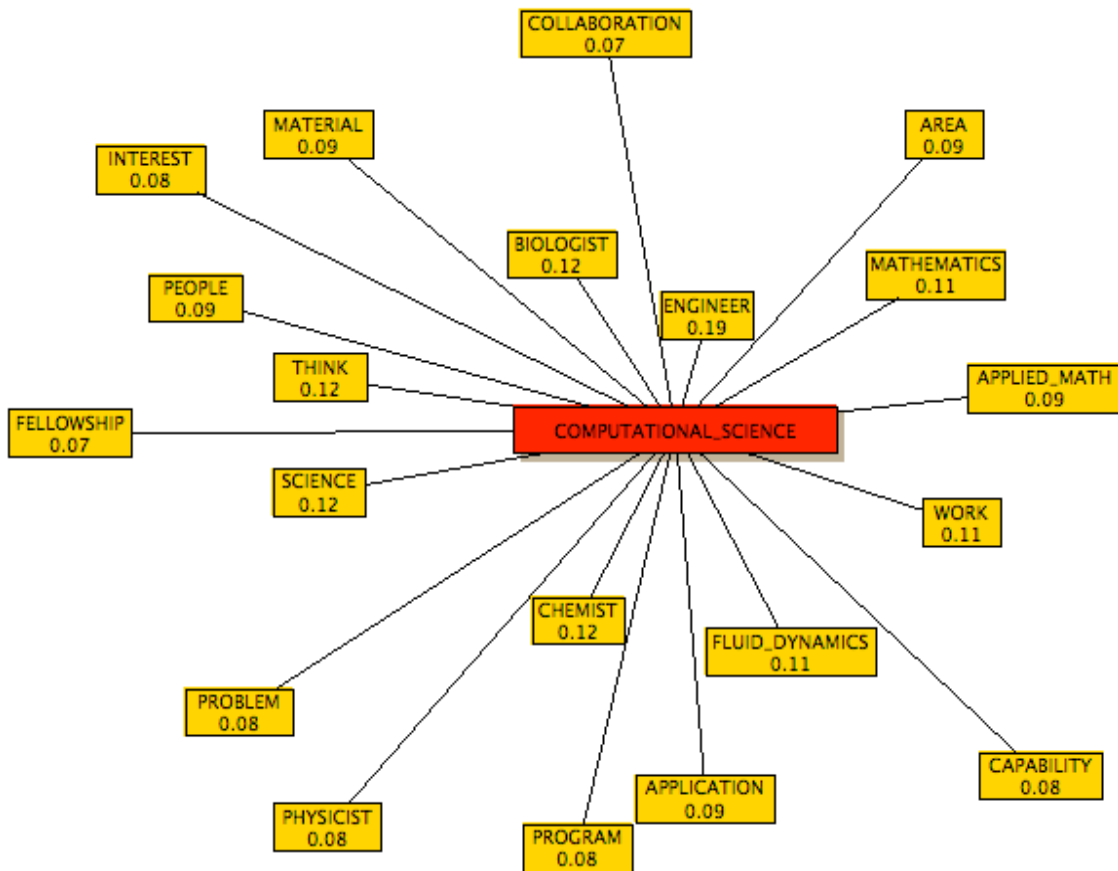 COLLABORATION
0.07
MATERIAL
0.09
AREA
0.09
INTEREST
0.08
BIOLOGIST
0.12
MATHEMATICS
0.11
PEOPLE
0.09
ENGINEER
0.19
THINK
0.12
APPLIED_MATH
0.09
FELLOWSHIP
0.07
COMPUTATIONAL_SCIENCE
SCIENCE
0.12
WORK
0.11
CHEMIST
0.12
FLUID_DYNAMICS
0.11
PROBLEM
0.08
CAPABILITY
0.08
APPLICATION
0.09
PHYSICIST
0.08
PROGRAM
0.08